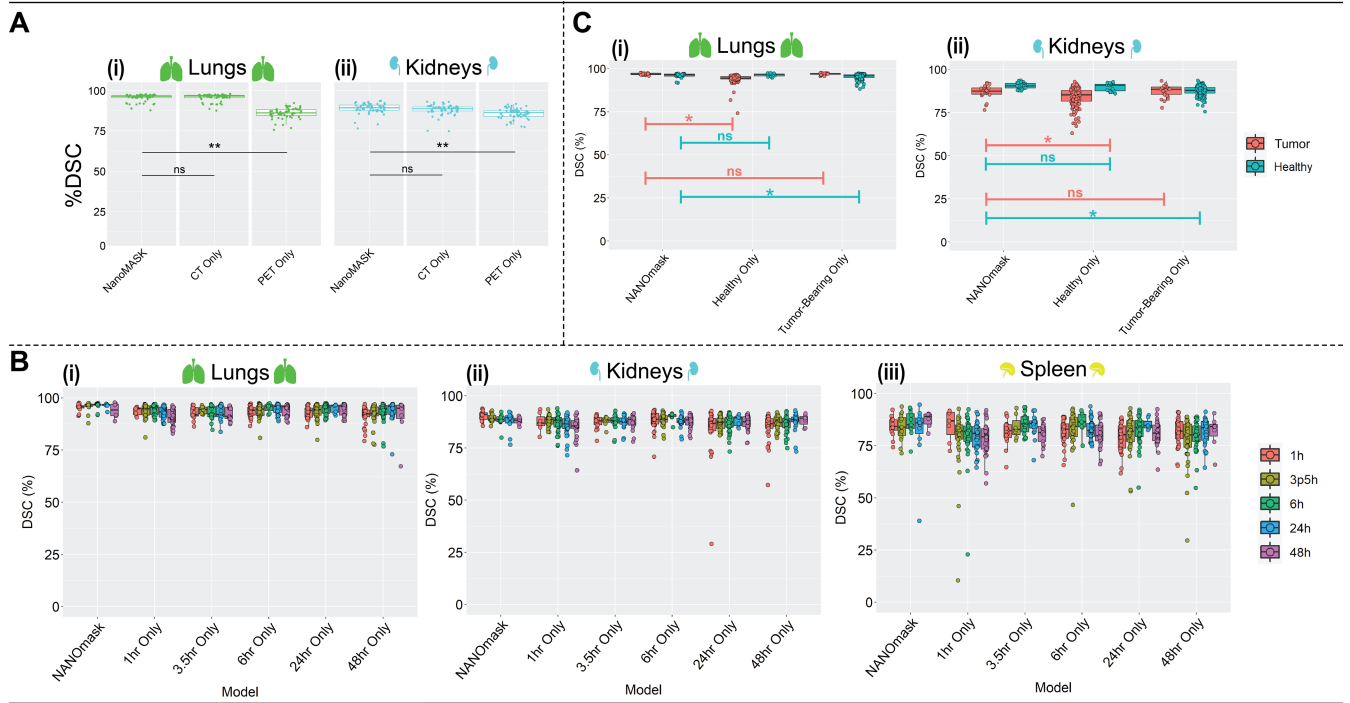 A
(i) Lungs
(ii) Kidneys
%DSC
100
75
50
25
0
**
ns
**
ns
NanoMASK
CT Only
PET Only
NanoMASK
CT Only
PET Only
C
(i) Lungs
DSC (%)
100
75
50
25
0
*
ns
ns
*
NANOmask
Healthy Only
Tumor-Bearing Only
(ii) Kidneys
DSC (%)
100
75
50
25
0
*
ns
ns
*
NANOmask
Healthy Only
Tumor-Bearing Only
Tumor
Healthy
B
(i) Lungs
DSC (%)
100
75
50
25
0
NANOmask
1hr Only
3.5hr Only
6hr Only
24hr Only
48hr Only
Model
(ii) Kidneys
DSC (%)
100
75
50
25
0
NANOmask
1hr Only
3.5hr Only
6hr Only
24hr Only
48hr Only
Model
(iii) Spleen
DSC (%)
100
75
50
25
0
NANOmask
1hr Only
3.5hr Only
6hr Only
24hr Only
48hr Only
Model
1h
3p5h
6h
24h
48h